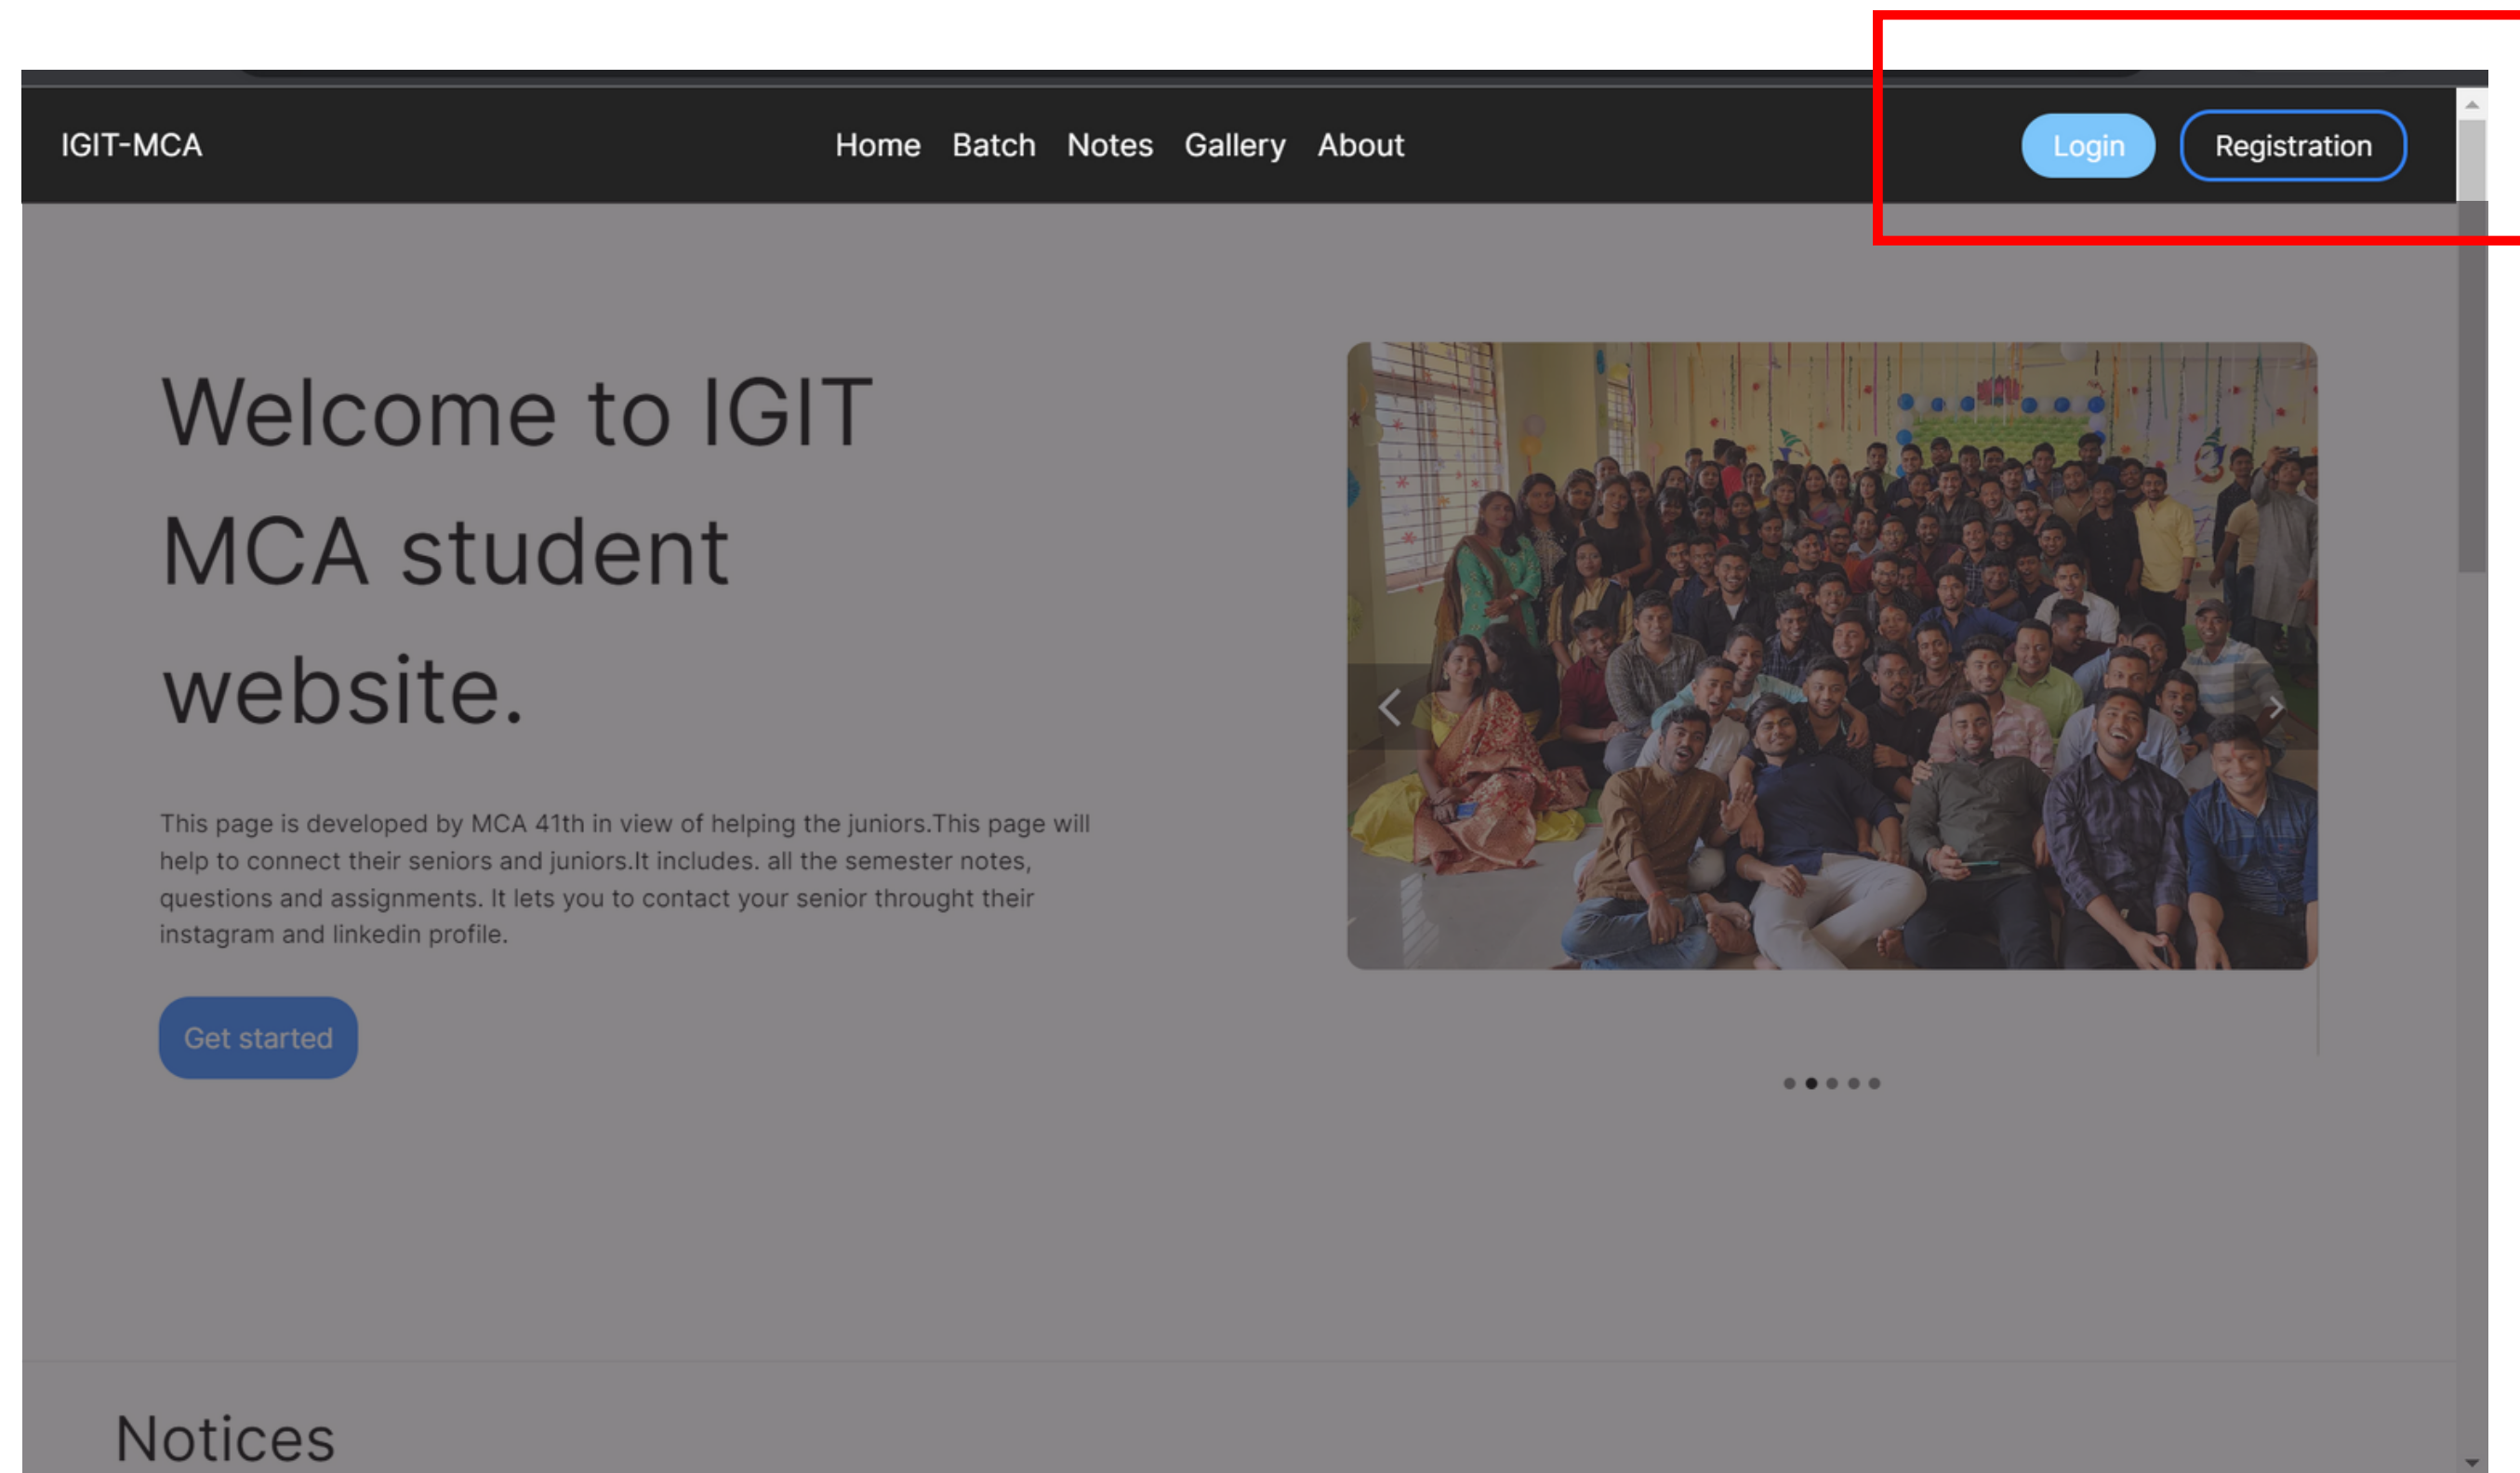 IGIT-MCA
Home Batch Notes Gallery About
Login Registration
Welcome to IGIT
MCA student
website.
This page is developed by MCA 41th in view of helping the juniors.This page will
help to connect their seniors and juniors.It includes. all the semester notes,
questions and assignments. It lets you to contact your senior throught their
instagram and linkedin profile.
Get started
Notices